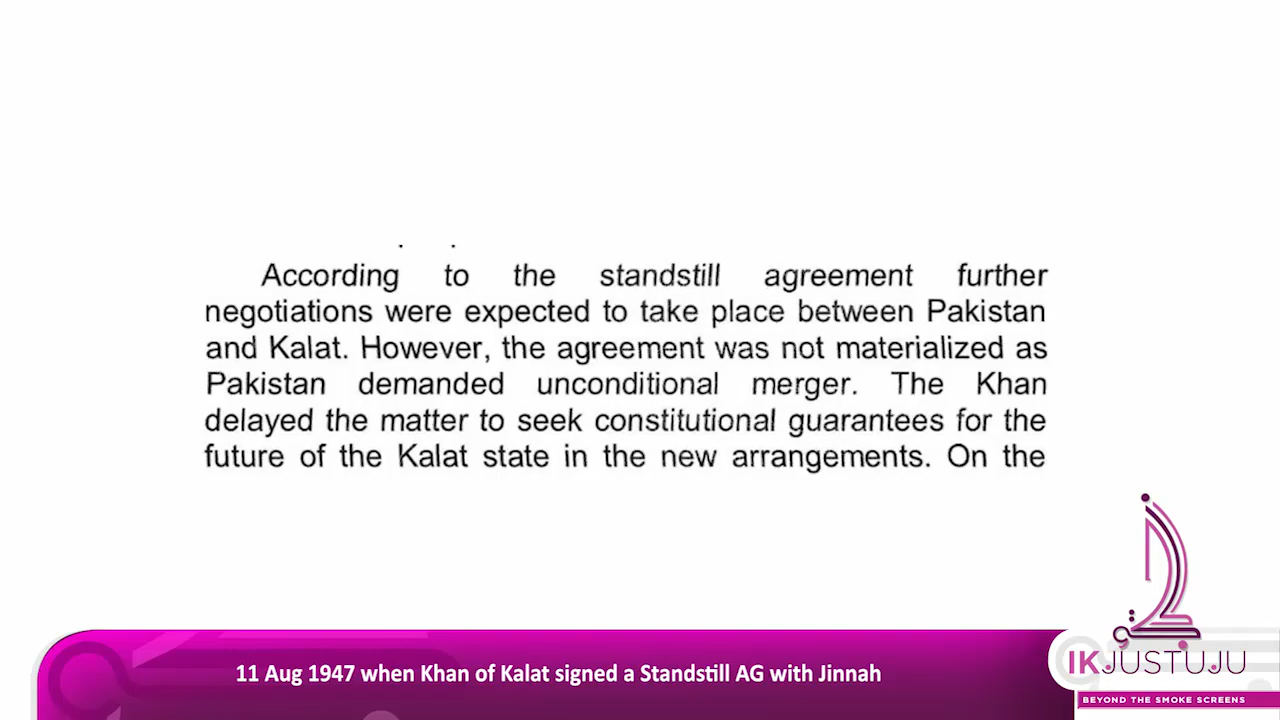 According to the standstill agreement further
negotiations were expected to take place between Pakistan
and Kalat. However, the agreement was not materialized as
Pakistan demanded unconditional merger. The Khan
delayed the matter to seek constitutional guarantees for the
future of the Kalat state in the new arrangements. On the
11 Aug 1947 when Khan of Kalat signed a Standstill AG with Jinnah
جستجو
IKJUSTUJU
BEYOND THE SMOKE SCREENS